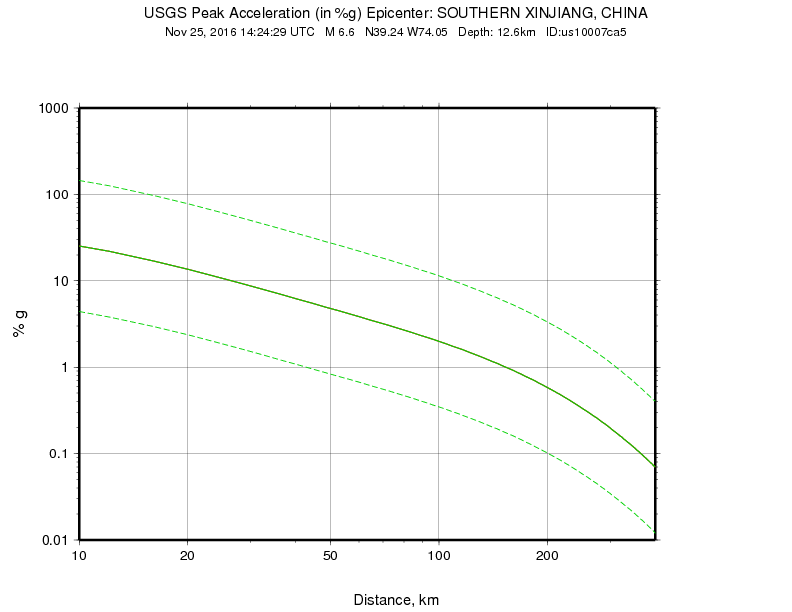 USGS Peak Acceleration (in %g) Epicenter: SOUTHERN XINJIANG, CHINA
Nov 25, 2016 14:24:29 UTC M 6.6 N39.24 W74.05 Depth: 12.6km ID:us10007ca5
1000
100
10
1
0.1
0.01
% g
10 20 50 100 200
Distance, km